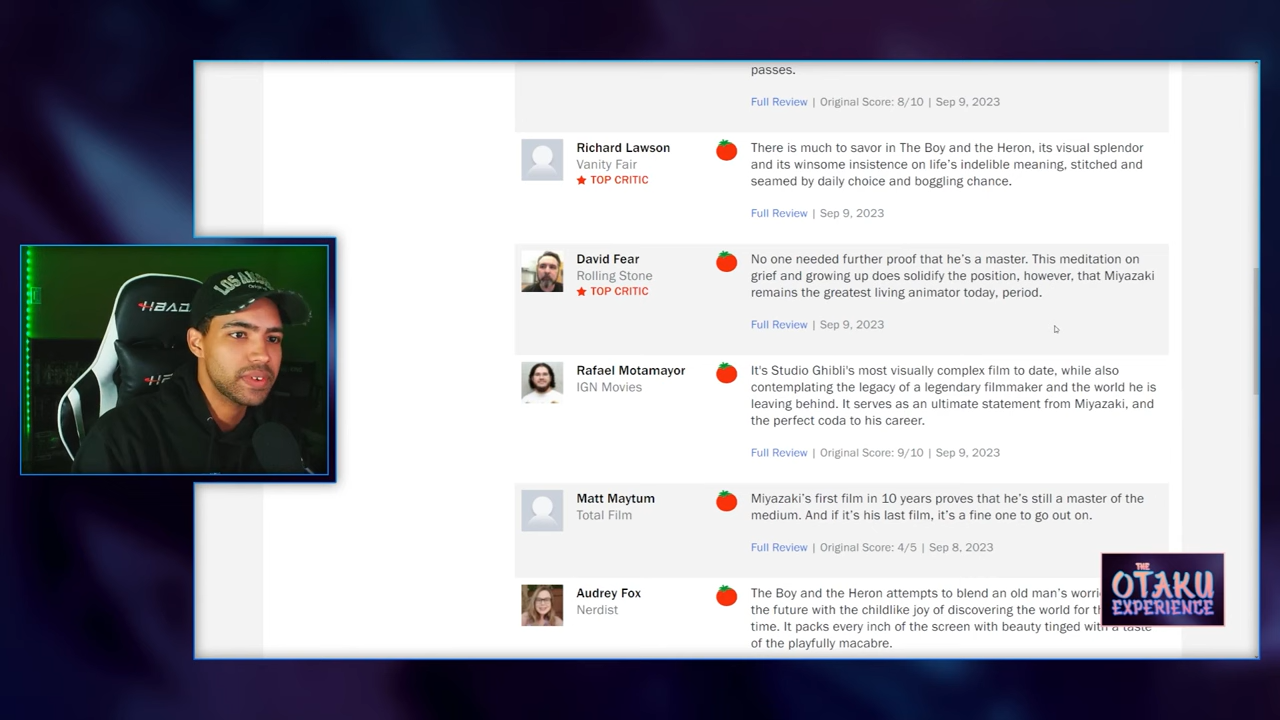 passes.
Full Review | Original Score: 8/10 | Sep 9, 2023
Richard Lawson
Vanity Fair
TOP CRITIC
There is much to savor in The Boy and the Heron, its visual splendor
and its winsome insistence on life's indelible meaning, stitched and
seamed by daily choice and boggling chance.
Full Review | Sep 9, 2023
David Fear
Rolling Stone
TOP CRITIC
No one needed further proof that he's a master. This meditation on
grief and growing up does solidify the position, however, that Miyazaki
remains the greatest living animator today, period.
Full Review | Sep 9, 2023
Rafael Motamayor
IGN Movies
It's Studio Ghibli's most visually complex film to date, while also
contemplating the legacy of a legendary filmmaker and the world he is
leaving behind. It serves as an ultimate statement from Miyazaki, and
the perfect coda to his career.
Full Review | Original Score: 9/10 | Sep 9, 2023
Matt Maytum
Total Film
Miyazaki's first film in 10 years proves that he's still a master of the
medium. And if it's his last film, it's a fine one to go out on.
Full Review | Original Score: 4/5 | Sep 8, 2023
Audrey Fox
Nerdist
The Boy and the Heron attempts to blend an old man's
the future with the childlike joy of discovering the world for
time. It packs every inch of the screen with beauty tinged with a taste
of the playfully macabre.
THE
OTAKU
EXPERIENCE
HBAD